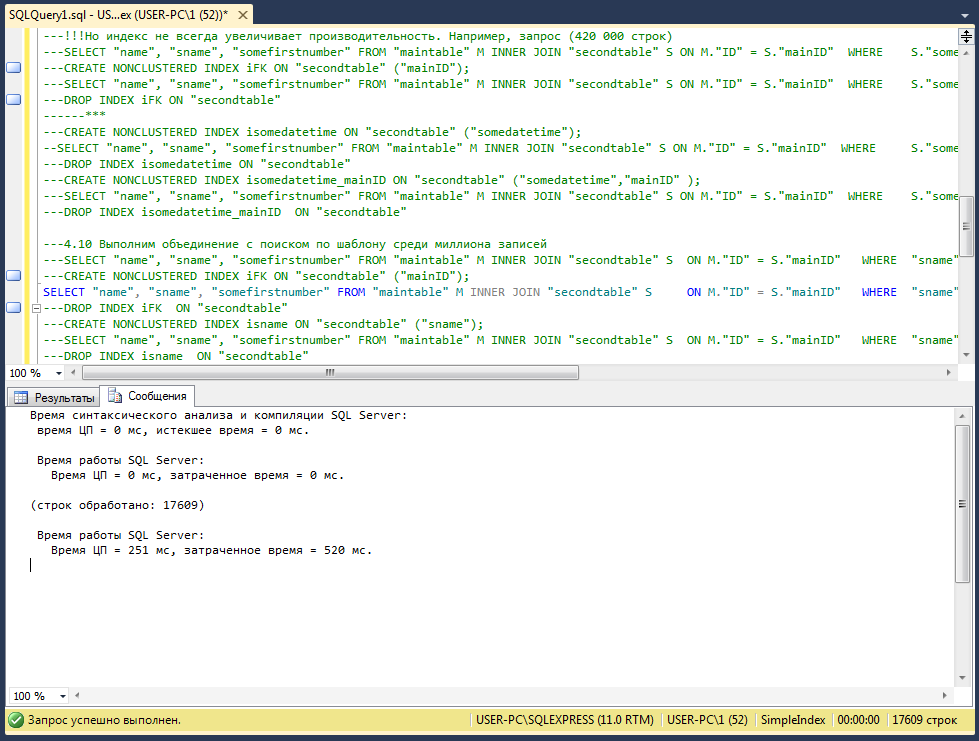 SQLQuery1.sql - US...ex (USER-PC\1 (52))*
---!!!Но индекс не всегда увеличивает производительность. Например, запрос (420 000 строк)
---SELECT "name", "sname", "somefirstnumber" FROM "maintable" M INNER JOIN "secondtable" S ON M."ID" = S."mainID"  WHERE    S."some
---CREATE NONCLUSTERED INDEX iFK ON "secondtable" ("mainID");
---SELECT "name", "sname", "somefirstnumber" FROM "maintable" M INNER JOIN "secondtable" S ON M."ID" = S."mainID"  WHERE    S."some
---DROP INDEX iFK ON "secondtable"
------***
---CREATE NONCLUSTERED INDEX isomedatetime ON "secondtable" ("somedatetime");
--SELECT "name", "sname", "somefirstnumber" FROM "maintable" M INNER JOIN "secondtable" S ON M."ID" = S."mainID"  WHERE     S."some
---DROP INDEX isomedatetime ON "secondtable"
---CREATE NONCLUSTERED INDEX isomedatetime_mainID ON "secondtable" ("somedatetime","mainID" );
---SELECT "name", "sname", "somefirstnumber" FROM "maintable" M INNER JOIN "secondtable" S ON M."ID" = S."mainID"  WHERE    S."some
---DROP INDEX isomedatetime_mainID  ON "secondtable"
---4.10 Выполним объединение с поиском по шаблону среди миллиона записей
---SELECT "name", "sname", "somefirstnumber" FROM "maintable" M INNER JOIN "secondtable" S  ON M."ID" = S."mainID"   WHERE  "sname"
---CREATE NONCLUSTERED INDEX iFK ON "secondtable" ("mainID");
SELECT "name", "sname", "somefirstnumber" FROM "maintable" M INNER JOIN "secondtable" S     ON M."ID" = S."mainID"   WHERE  "sname"
---DROP INDEX iFK  ON "secondtable"
---CREATE NONCLUSTERED INDEX isname ON "secondtable" ("sname");
---SELECT "name", "sname", "somefirstnumber" FROM "maintable" M INNER JOIN "secondtable" S  ON M."ID" = S."mainID"   WHERE  "sname"
---DROP INDEX isname  ON "secondtable"
100 %
Результаты Сообщения
Время синтаксического анализа и компиляции SQL Server:
время ЦП = 0 мс, истекшее время = 0 мс.
Время работы SQL Server:
Время ЦП = 0 мс, затраченное время = 0 мс.
(строк обработано: 17609)
Время работы SQL Server:
Время ЦП = 251 мс, затраченное время = 520 мс.
100 %
Запрос успешно выполнен. USER-PC\SQLEXPRESS (11.0 RTM) USER-PC\1 (52) SimpleIndex 00:00:00 17609 строк